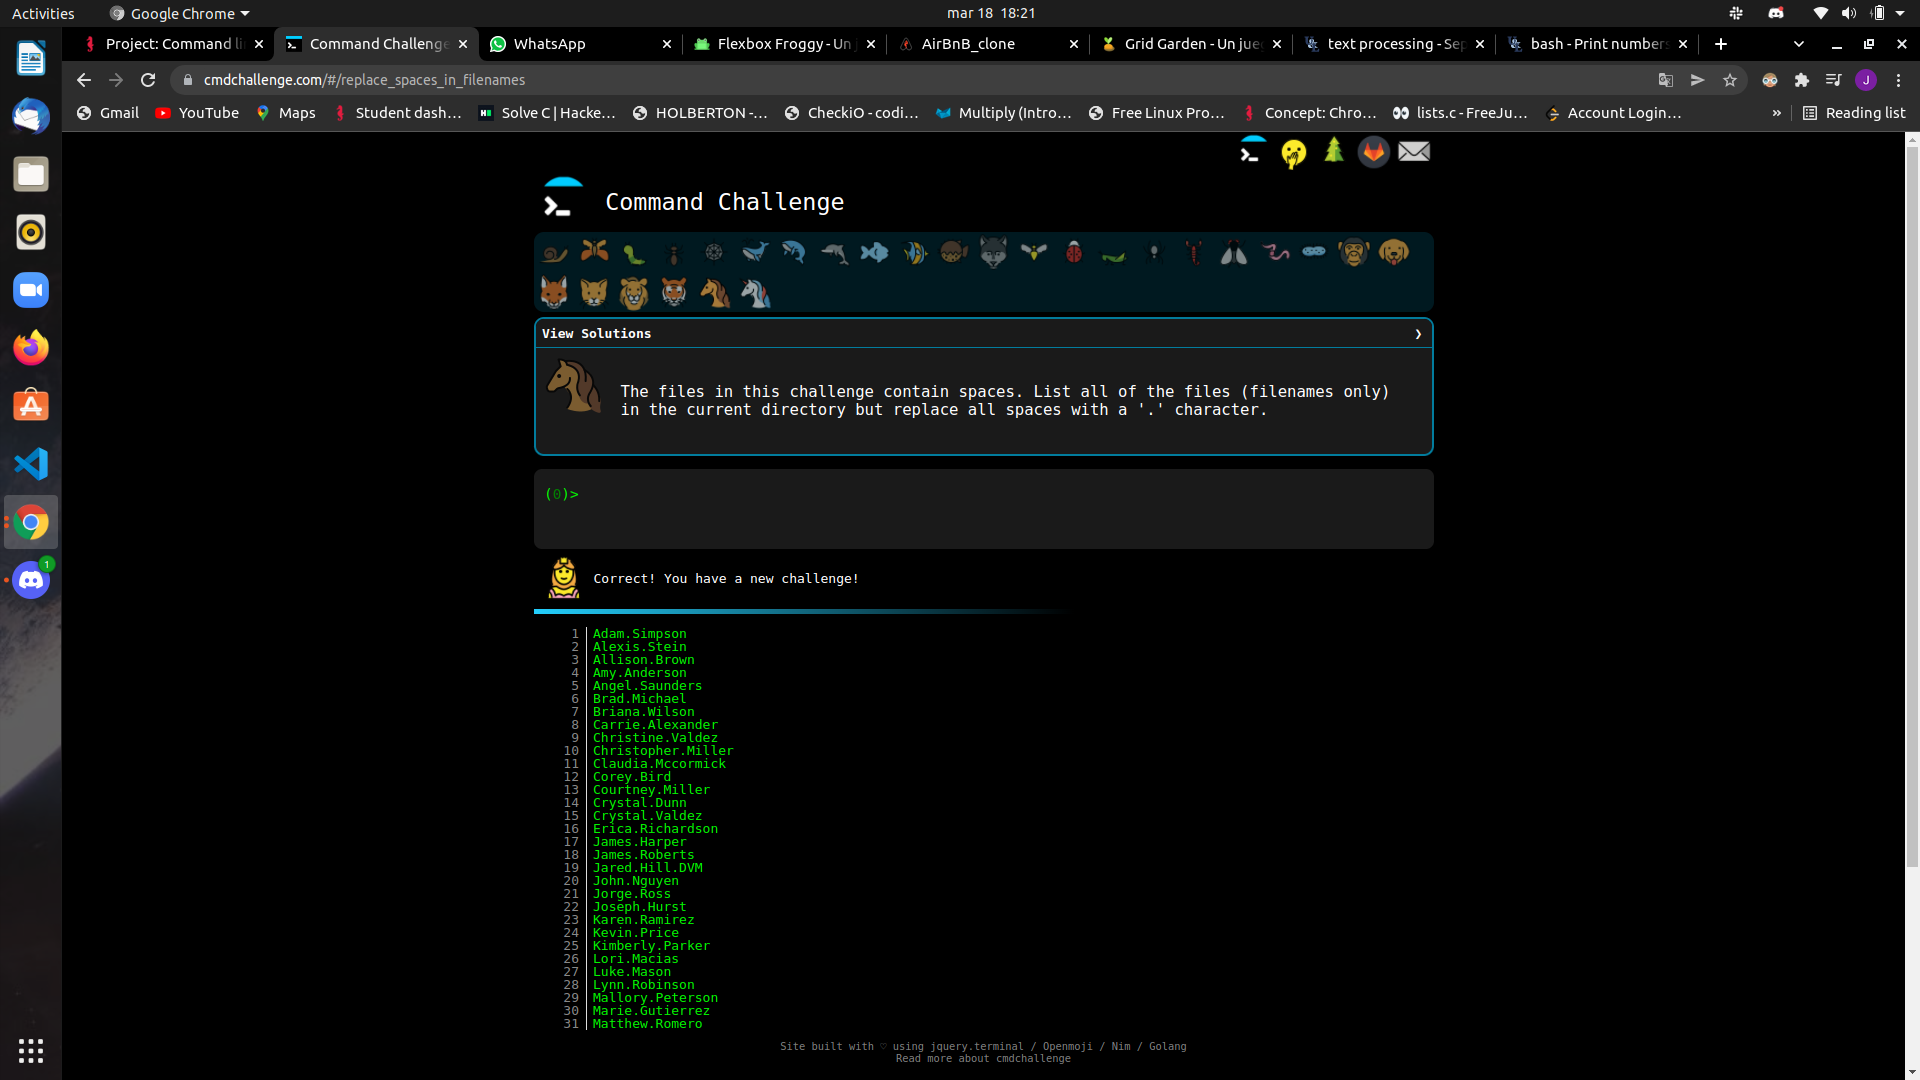 Activities
Google Chrome
mar 18 18:21
Project: Command li
Command Challenge
WhatsApp
Flexbox Froggy - Un j
AirBnB_clone
Grid Garden - Un jueg
text processing - Sep
bash - Print numbers
cmdchallenge.com/#/replace_spaces_in_filenames
J
Gmail
YouTube
Maps
Student dash...
Solve C | Hacke...
HOLBERTON -...
CheckiO - codi...
Multiply (Intro...
Free Linux Pro...
Concept: Chro...
lists.c - FreeJu...
Account Login...
»
Reading list
Command Challenge
View Solutions
The files in this challenge contain spaces. List all of the files (filenames only)
in the current directory but replace all spaces with a '.' character.
(0)>
Correct! You have a new challenge!
1 Adam.Simpson
2 Alexis.Stein
3 Allison.Brown
4 Amy.Anderson
5 Angel.Saunders
6 Brad.Michael
7 Briana.Wilson
8 Carrie.Alexander
9 Christine.Valdez
10 Christopher.Miller
11 Claudia.Mccormick
12 Corey.Bird
13 Courtney.Miller
14 Crystal.Dunn
15 Crystal.Valdez
16 Erica.Richardson
17 James.Harper
18 James.Roberts
19 Jared.Hill.DVM
20 John.Nguyen
21 Jorge.Ross
22 Joseph.Hurst
23 Karen.Ramirez
24 Kevin.Price
25 Kimberly.Parker
26 Lori.Macias
27 Luke.Mason
28 Lynn.Robinson
29 Mallory.Peterson
30 Marie.Gutierrez
31 Matthew.Romero
Site built with ♡ using jquery.terminal / Openmoji / Nim / Golang
Read more about cmdchallenge
1